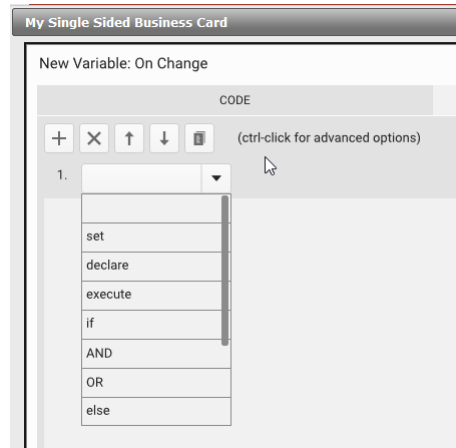 My Single Sided Business Card
New Variable: On Change
CODE
(ctrl-click for advanced options)
1.
set
declare
execute
if
AND
OR
else